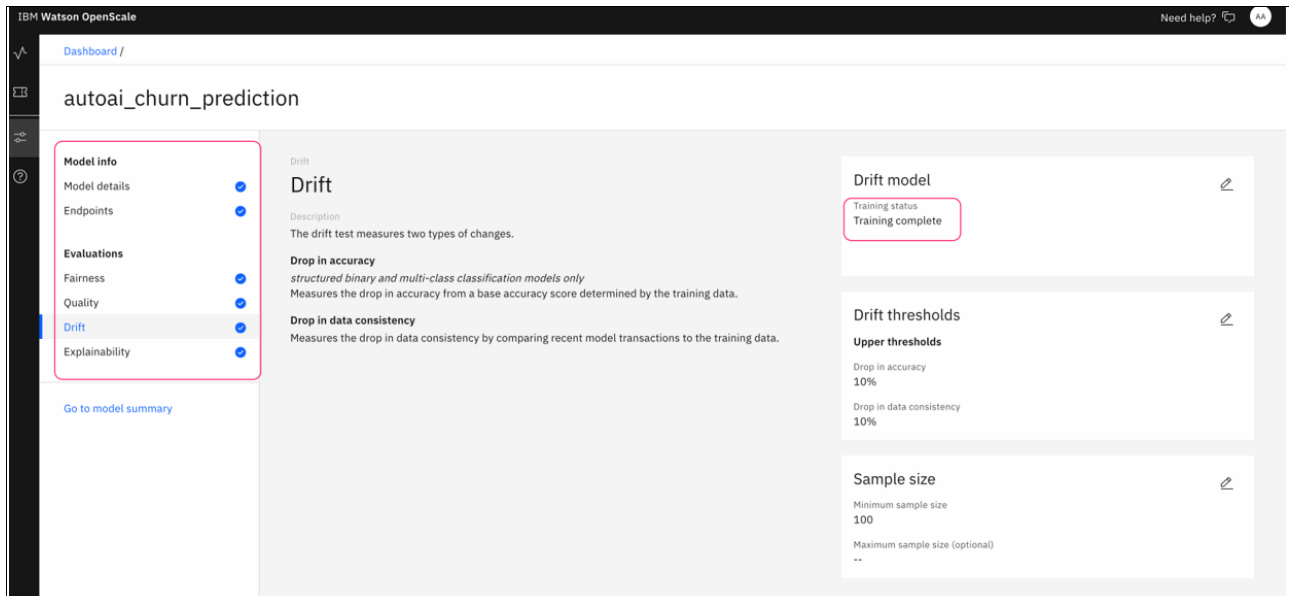 IBM Watson OpenScale
Need help?
AA
Dashboard /
autoai_churn_prediction
Model info
Model details
Endpoints
Evaluations
Fairness
Quality
Drift
Explainability
Go to model summary
Drift
Drift
Description
The drift test measures two types of changes.
Drop in accuracy
structured binary and multi-class classification models only
Measures the drop in accuracy from a base accuracy score determined by the training data.
Drop in data consistency
Measures the drop in data consistency by comparing recent model transactions to the training data.
Drift model
Training status
Training complete
Drift thresholds
Upper thresholds
Drop in accuracy
10%
Drop in data consistency
10%
Sample size
Minimum sample size
100
Maximum sample size (optional)
--